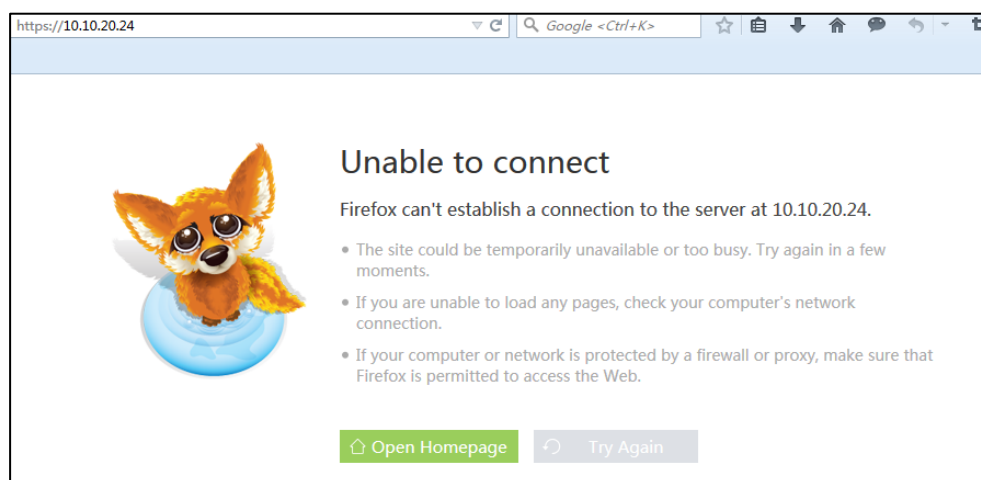 https://10.10.20.24
Google <Ctrl+K>
Unable to connect
Firefox can't establish a connection to the server at 10.10.20.24.
• The site could be temporarily unavailable or too busy. Try again in a few
moments.
• If you are unable to load any pages, check your computer's network
connection.
• If your computer or network is protected by a firewall or proxy, make sure that
Firefox is permitted to access the Web.
Open Homepage
Try Again